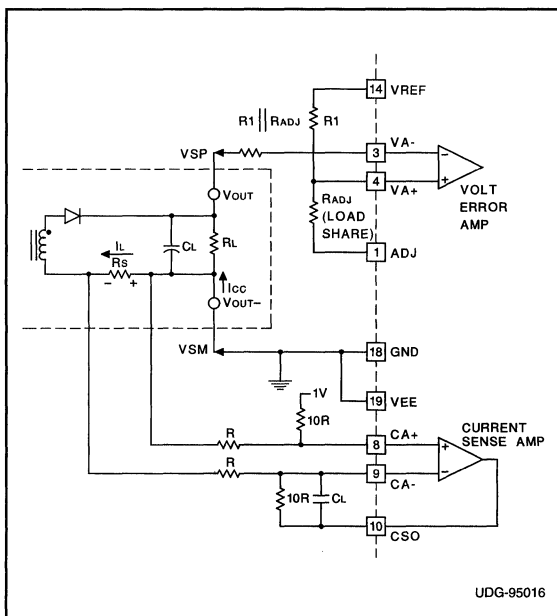 14 VREF
R1||RADJ R1
VSP VA-
3 -
4 +
VA+
VOLT
ERROR
AMP
VOUT
RADJ
(LOAD
SHARE)
IL
RS
- +
CL
RL
1 ADJ
ICC
VOUT-
VSM
18 GND
19 VEE
1V
10R
CURRENT
SENSE AMP
R
8 CA+ +
R
9 CA- -
10R CL
10 CSO
UDG-95016